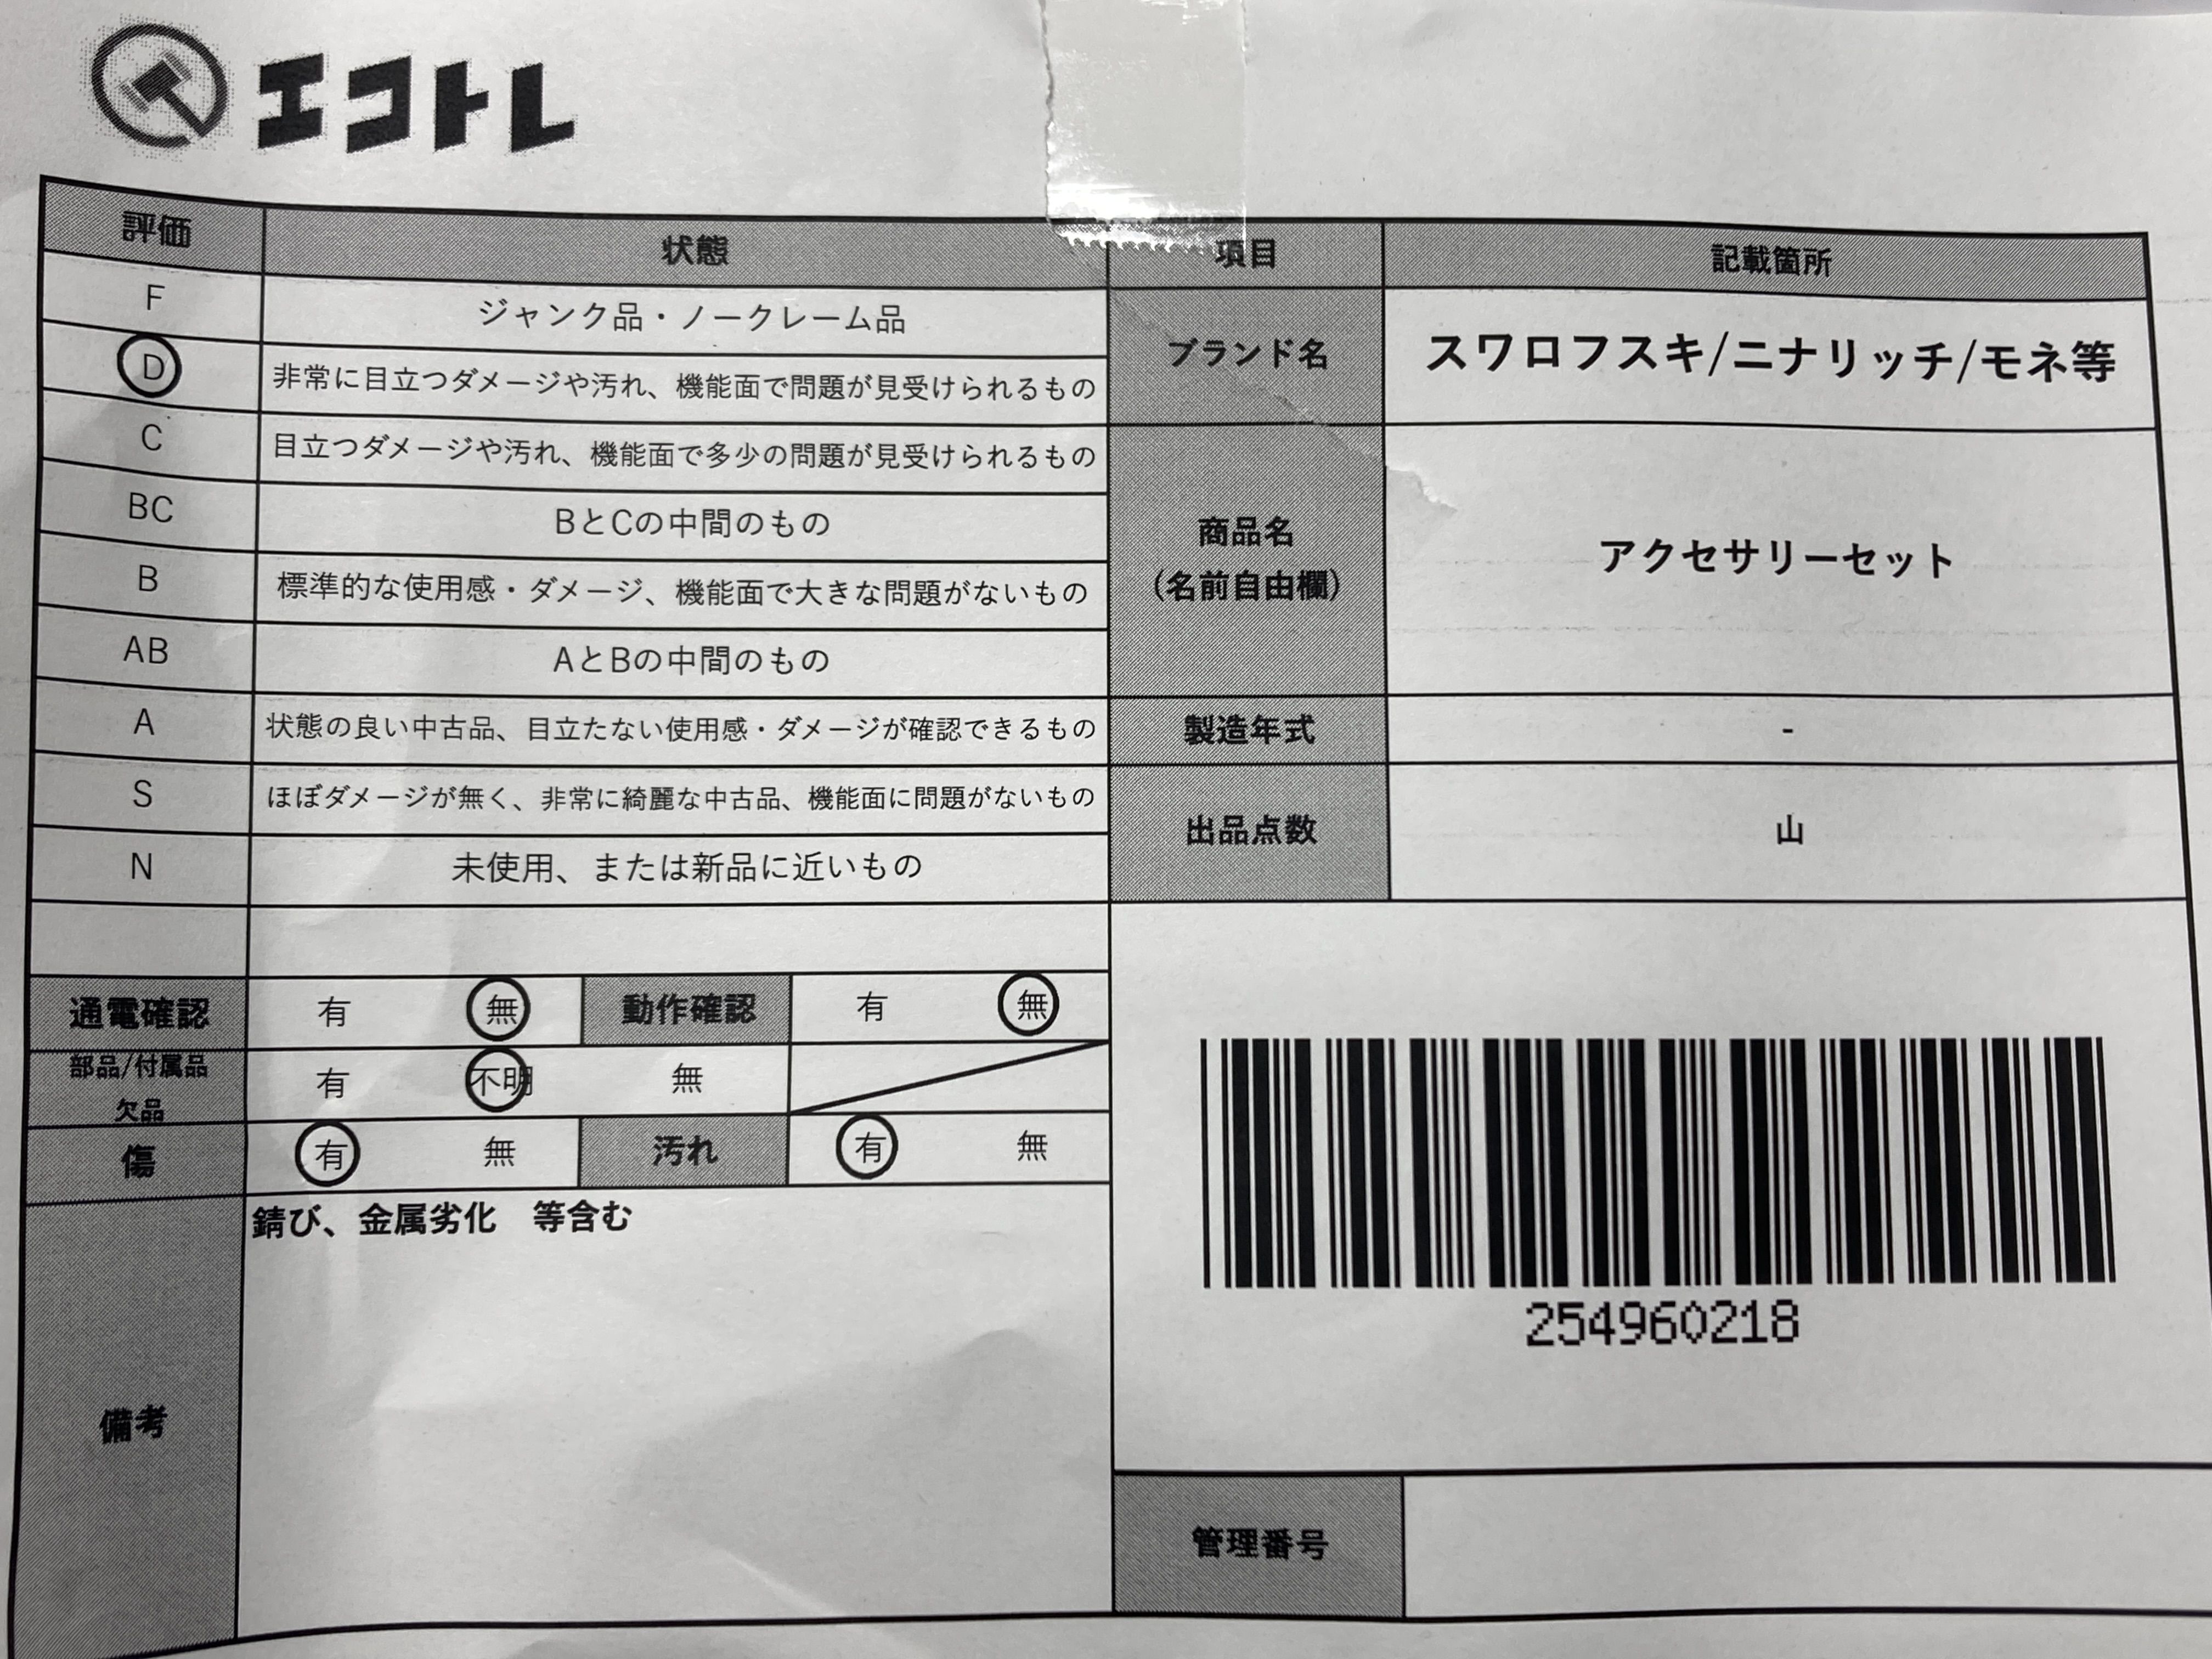 エコトレ
評価 状態 項目 記載箇所
F ジャンク品・ノークレーム品
D 非常に目立つダメージや汚れ、機能面で問題が見受けられるもの
C 目立つダメージや汚れ、機能面で多少の問題が見受けられるもの
BC BとCの中間のもの
B 標準的な使用感・ダメージ、機能面で大きな問題がないもの
AB AとBの中間のもの
A 状態の良い中古品、目立たない使用感・ダメージが確認できるもの
S ほぼダメージが無く、非常に綺麗な中古品、機能面に問題がないもの
N 未使用、または新品に近いもの
通電確認 有 無 動作確認 有 無
部品/付属品
欠品 有 不明 無
傷 有 無 汚れ 有 無
備考 錆び、金属劣化 等含む
ブランド名 スワロフスキ/ニナリッチ/モネ等
商品名
(名前自由欄) アクセサリーセット
製造年式 -
出品点数 山
254960218
管理番号